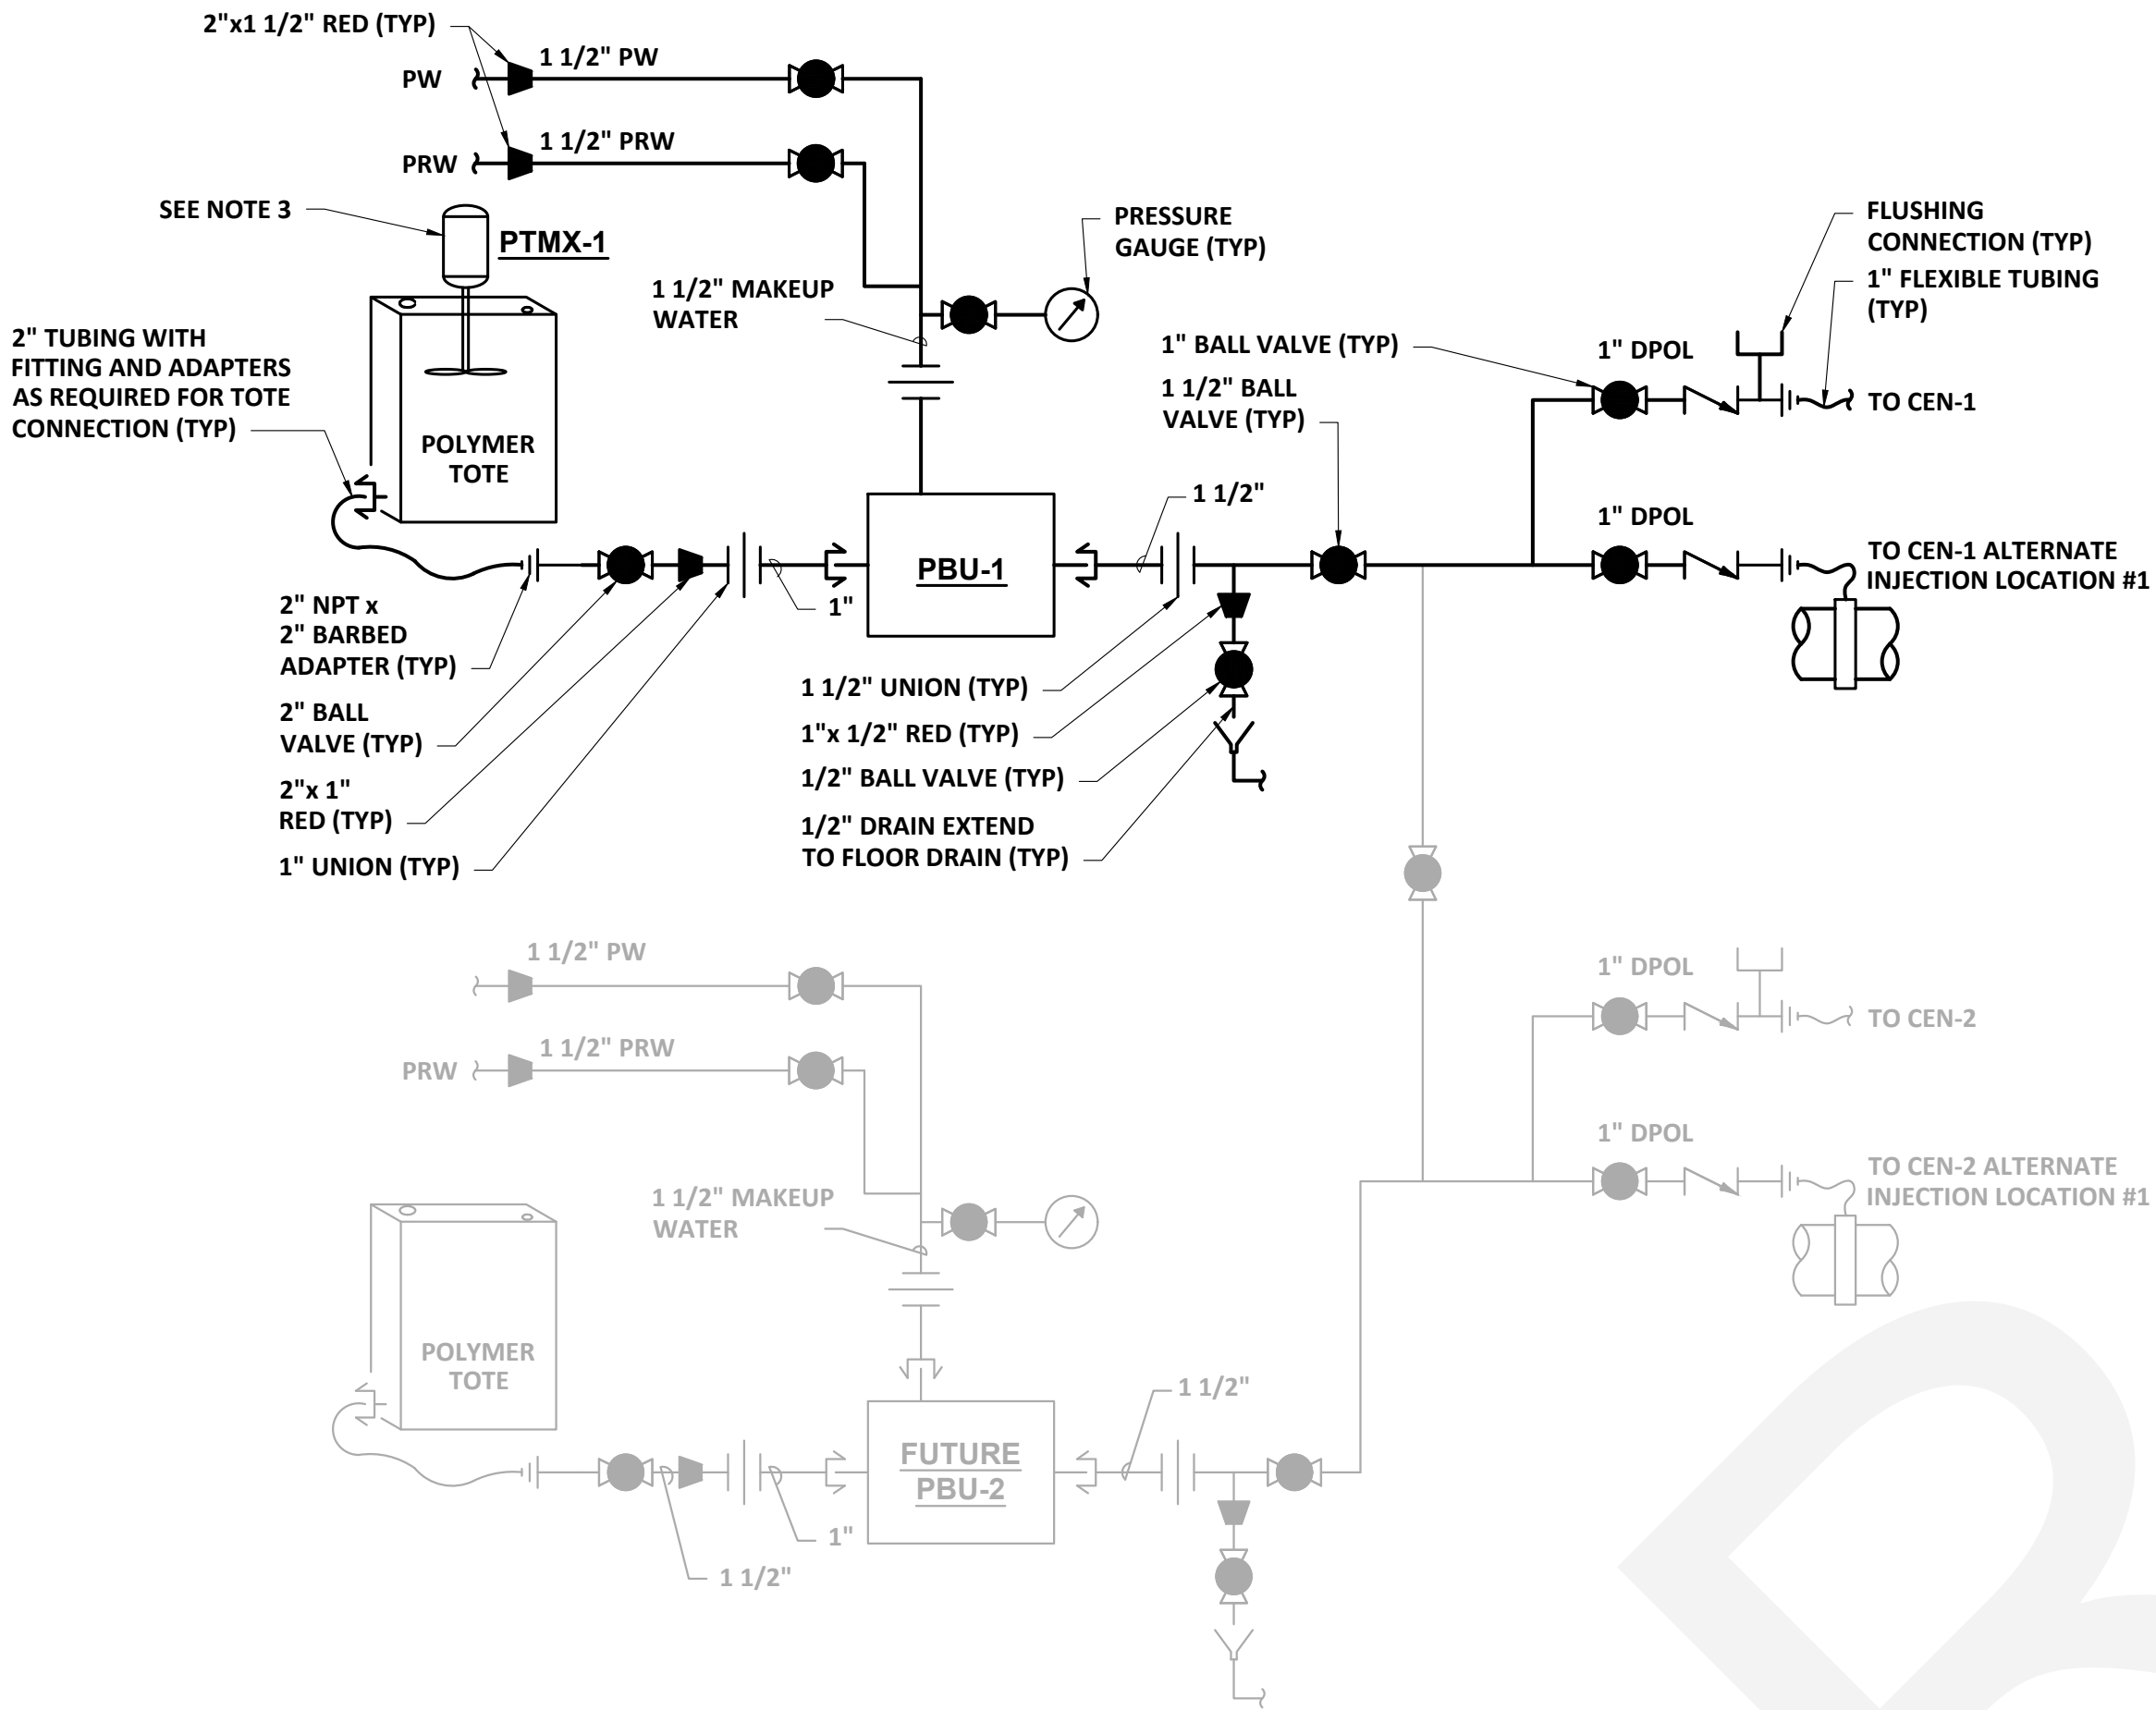 2"x1 1/2" RED (TYP)
1 1/2" PW
PW
1 1/2" PRW
PRW
SEE NOTE 3
PTMX-1
PRESSURE
GAUGE (TYP)
FLUSHING
CONNECTION (TYP)
1" FLEXIBLE TUBING
(TYP)
1 1/2" MAKEUP
WATER
2" TUBING WITH
FITTING AND ADAPTERS
AS REQUIRED FOR TOTE
CONNECTION (TYP)
1" BALL VALVE (TYP)
1 1/2" BALL
VALVE (TYP)
1" DPOL
TO CEN-1
POLYMER
TOTE
1 1/2"
1" DPOL
TO CEN-1 ALTERNATE
INJECTION LOCATION #1
PBU-1
1"
2" NPT x
2" BARBED
ADAPTER (TYP)
2" BALL
VALVE (TYP)
2"x 1"
RED (TYP)
1" UNION (TYP)
1 1/2" UNION (TYP)
1"x 1/2" RED (TYP)
1/2" BALL VALVE (TYP)
1/2" DRAIN EXTEND
TO FLOOR DRAIN (TYP)
1 1/2" PW
1 1/2" PRW
PRW
1" DPOL
TO CEN-2
1" DPOL
TO CEN-2 ALTERNATE
INJECTION LOCATION #1
1 1/2" MAKEUP
WATER
POLYMER
TOTE
1 1/2"
FUTURE
PBU-2
1"
1 1/2"